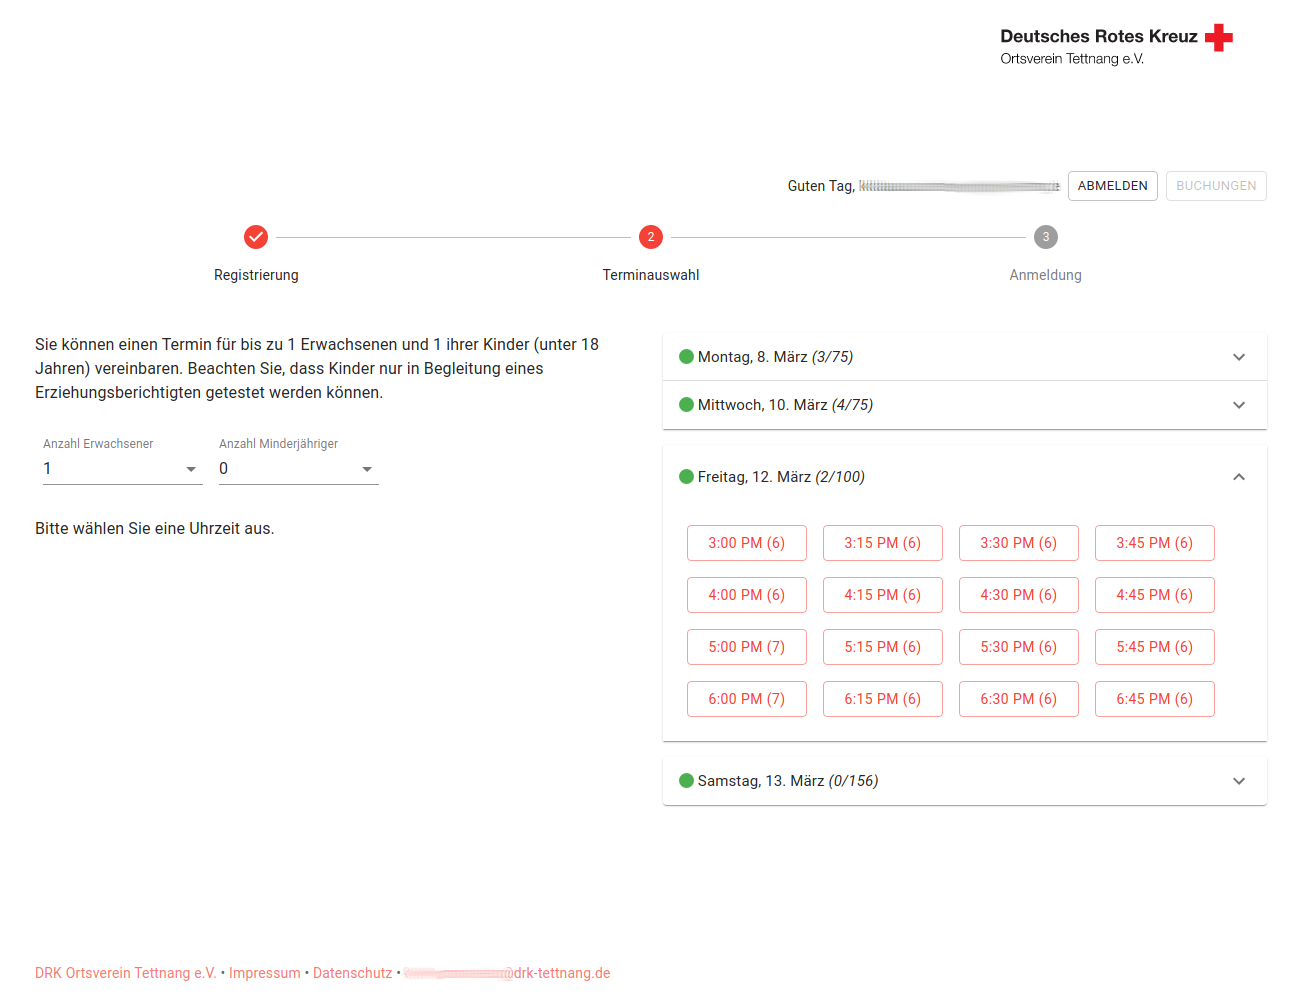 Deutsches Rotes Kreuz
Ortsverein Tettnang e.V.
Guten Tag, ABMELDEN BUCHUNGEN
2 3
Registrierung Terminauswahl Anmeldung
Sie können einen Termin für bis zu 1 Erwachsenen und 1 ihrer Kinder (unter 18
Jahren) vereinbaren. Beachten Sie, dass Kinder nur in Begleitung eines
Erziehungsberichtigten getestet werden können.
Anzahl Erwachsener Anzahl Minderjähriger
1 0
Bitte wählen Sie eine Uhrzeit aus.
Montag, 8. März (3/75)
Mittwoch, 10. März (4/75)
Freitag, 12. März (2/100)
3:00 PM (6) 3:15 PM (6) 3:30 PM (6) 3:45 PM (6)
4:00 PM (6) 4:15 PM (6) 4:30 PM (6) 4:45 PM (6)
5:00 PM (7) 5:15 PM (6) 5:30 PM (6) 5:45 PM (6)
6:00 PM (7) 6:15 PM (6) 6:30 PM (6) 6:45 PM (6)
Samstag, 13. März (0/156)
DRK Ortsverein Tettnang e.V. • Impressum • Datenschutz • @drk-tettnang.de